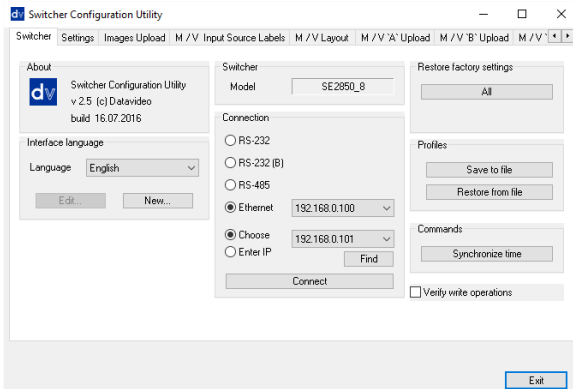 dv Switcher Configuration Utility
Switcher Settings Images Upload M / V Input Source Labels M / V Layout M / V `A` Upload M / V `B` Upload M / V `
About
dv
Switcher Configuration Utility
v 2.5 (c) Datavideo
build 16.07.2016
Interface language
Language English
Edit... New...
Switcher
Model SE2850_8
Connection
RS-232
RS-232 (B)
RS-485
Ethernet 192.168.0.100
Choose 192.168.0.101
Enter IP
Find
Connect
Restore factory settings
All
Profiles
Save to file
Restore from file
Commands
Synchronize time
Verify write operations
Exit